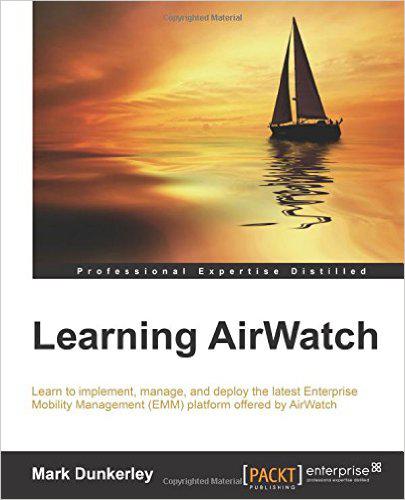 Copyrighted Material
Professional Expertise Distilled
Learning AirWatch
Learn to implement, manage, and deploy the latest Enterprise
Mobility Management (EMM) platform offered by AirWatch
Mark Dunkerley
[PACKT] enterprise
PUBLISHING professional expertise distilled
Copyrighted Material